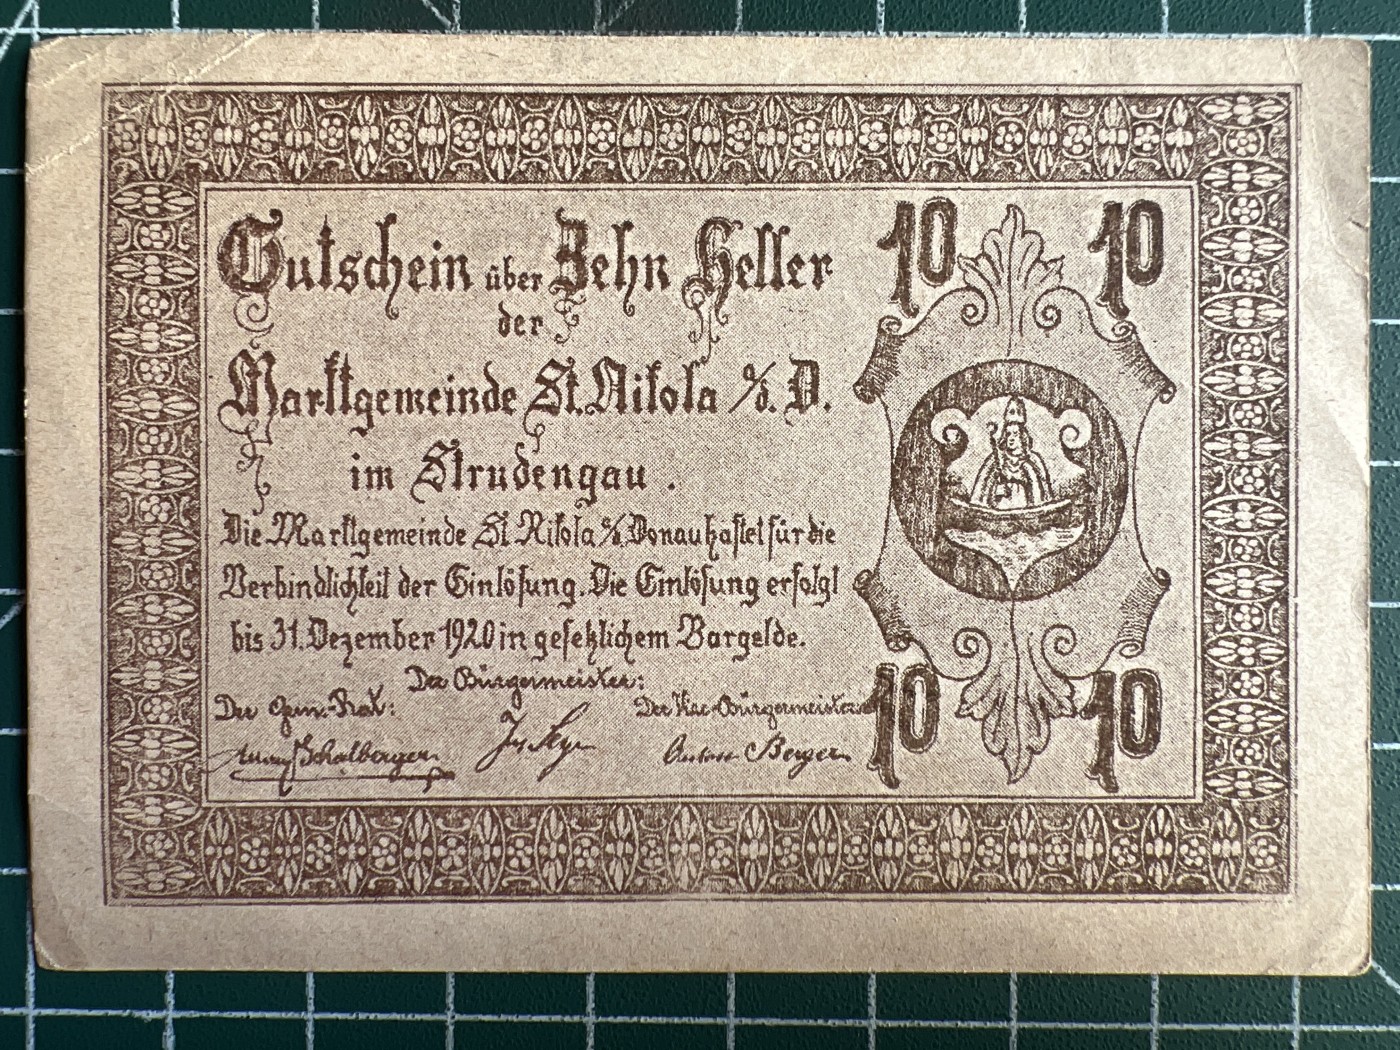 Gutschein über Zehn Heller
der
Marktgemeinde St. Nikola a/d. D.
im Strudengau.
Die Marktgemeinde St. Nikola a/d. Donau haftet für die
Verbindlichkeit der Einlösung. Die Einlösung erfolgt
bis 31. Dezember 1920 in gesetzlichem Bargelde.
Der Bürgermeister:
Der Gem.-Rat:
Der Vice-Bürgermeister
Schalberger
Anton Berger
10 10
10 10